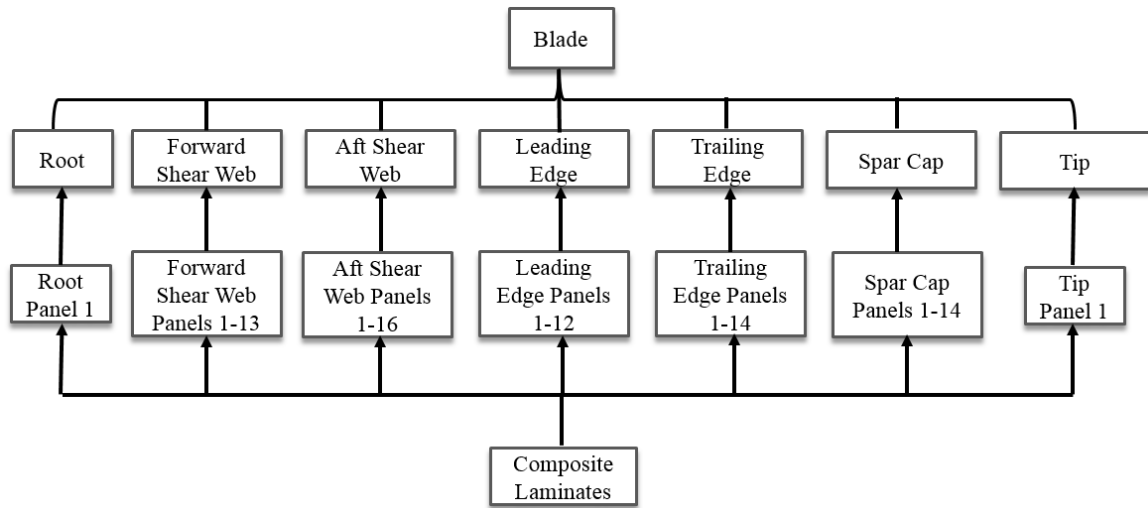 Blade
Root
Forward
Shear Web
Aft Shear
Web
Leading
Edge
Trailing
Edge
Spar Cap
Tip
Root
Panel 1
Forward
Shear Web
Panels 1-13
Aft Shear
Web Panels
1-16
Leading
Edge Panels
1-12
Trailing
Edge Panels
1-14
Spar Cap
Panels 1-14
Tip
Panel 1
Composite
Laminates